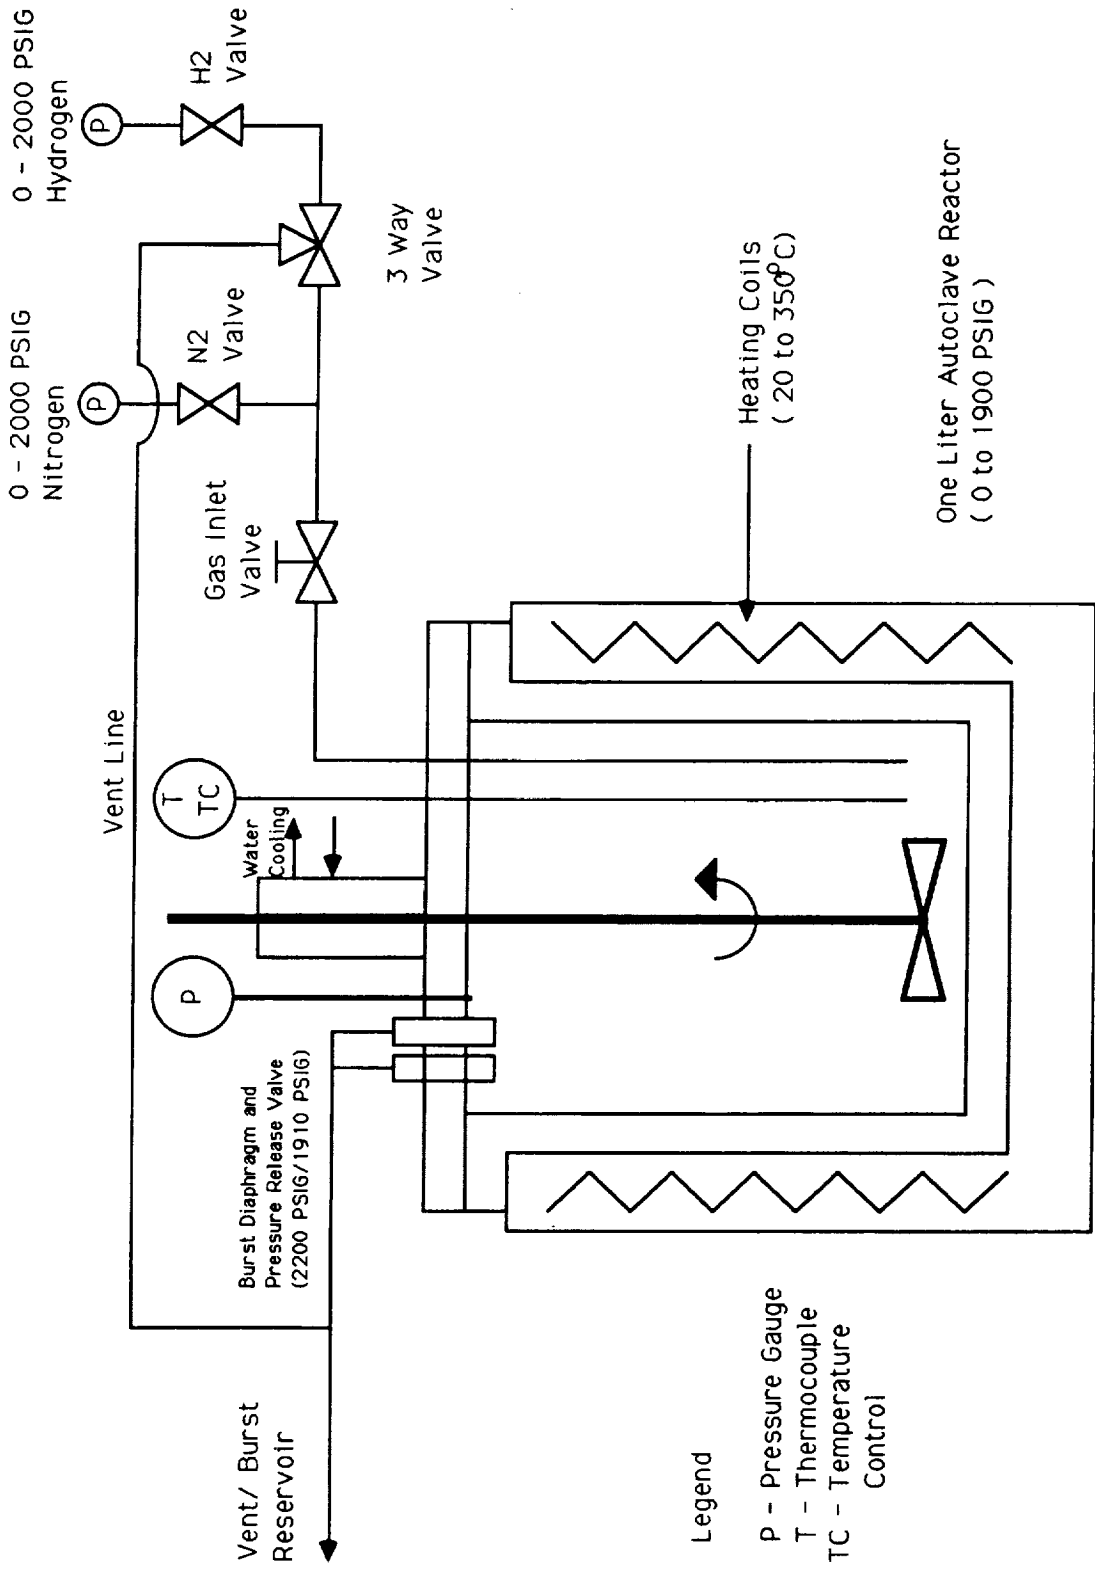 0 - 2000 PSIG
Hydrogen
P
H2
Valve
3 Way
Valve
0 - 2000 PSIG
Nitrogen
P
N2
Valve
Gas Inlet
Valve
Vent Line
T
TC
Water
Cooling
P
Burst Diaphragm and
Pressure Release Valve
(2200 PSIG/1910 PSIG)
Vent/ Burst
Reservoir
Heating Coils
( 20 to 350°C)
One Liter Autoclave Reactor
( 0 to 1900 PSIG )
Legend
P - Pressure Gauge
T - Thermocouple
TC - Temperature
Control